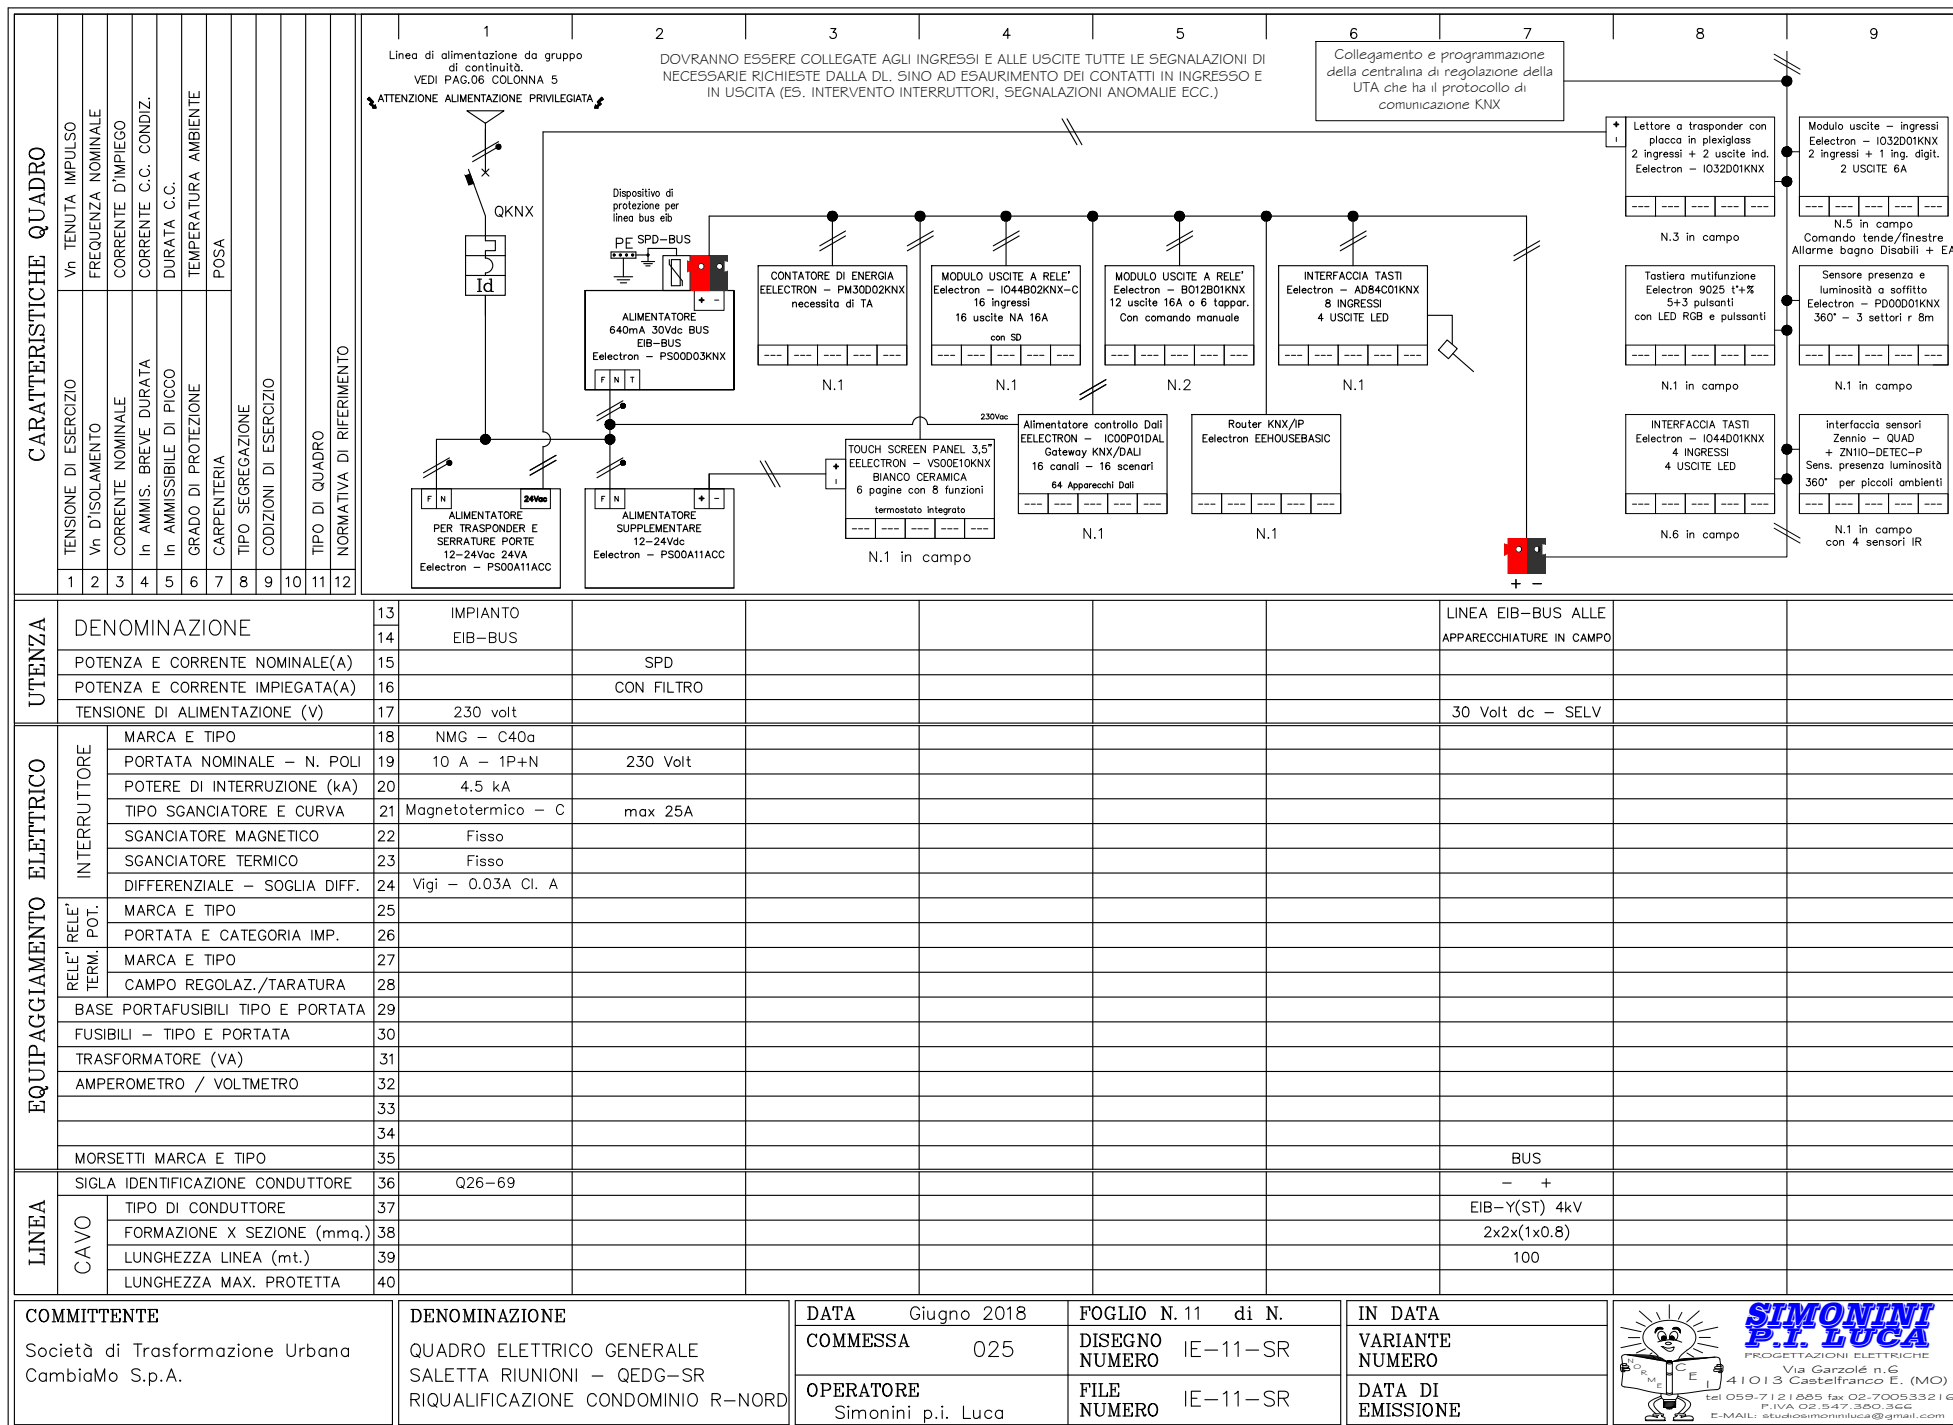 1
2
3
4
5
6
7
8
9
Linea di alimentazione da gruppo
di continuità.
VEDI PAG.06 COLONNA 5
ATTENZIONE ALIMENTAZIONE PRIVILEGIATA
DOVRANNO ESSERE COLLEGATE AGLI INGRESSI E ALLE USCITE TUTTE LE SEGNALAZIONI DI
NECESSARIE RICHIESTE DALLA DL. SINO AD ESAURIMENTO DEI CONTATTI IN INGRESSO E
IN USCITA (ES. INTERVENTO INTERRUTTORI, SEGNALAZIONI ANOMALIE ECC.)
Collegamento e programmazione
della centralina di regolazione della
UTA che ha il protocollo di
comunicazione KNX
CARATTERISTICHE QUADRO
TENSIONE DI ESERCIZIO
Vn TENUTA IMPULSO
Vn D'ISOLAMENTO
FREQUENZA NOMINALE
CORRENTE NOMINALE
CORRENTE D'IMPIEGO
In AMMIS. BREVE DURATA
CORRENTE C.C. CONDIZ.
In AMMISSIBILE DI PICCO
DURATA C.C.
GRADO DI PROTEZIONE
TEMPERATURA AMBIENTE
CARPENTERIA
POSA
TIPO SEGREGAZIONE
CODIZIONI DI ESERCIZIO
TIPO DI QUADRO
NORMATIVA DI RIFERIMENTO
1 2 3 4 5 6 7 8 9 10 11 12
QKNX
Id
Dispositivo di
protezione per
linea bus eib
PE SPD-BUS
+ -
ALIMENTATORE
640mA 30Vdc BUS
EIB-BUS
Eelectron - PS00D03KNX
F N T
CONTATORE DI ENERGIA
EELECTRON - PM30D02KNX
necessita di TA
--- --- --- --- ---
N.1
MODULO USCITE A RELE'
Eelectron - IO44B02KNX-C
16 ingressi
16 uscite NA 16A
con SD
--- --- --- --- ---
N.1
MODULO USCITE A RELE'
Eelectron - BO12B01KNX
12 uscite 16A o 6 tappar.
Con comando manuale
--- --- --- --- ---
N.2
INTERFACCIA TASTI
Eelectron - AD84C01KNX
8 INGRESSI
4 USCITE LED
--- --- --- --- ---
N.1
+
-
Lettore a trasponder con
placca in plexiglass
2 ingressi + 2 uscite ind.
Eelectron - IO32D01KNX
--- --- --- --- ---
N.3 in campo
Modulo uscite - ingressi
Eelectron - IO32D01KNX
2 ingressi + 1 ing. digit.
2 USCITE 6A
--- --- --- --- ---
N.5 in campo
Comando tende/finestre
Allarme bagno Disabili + EA
Tastiera mutifunzione
Eelectron 9025 t°+%
5+3 pulsanti
con LED RGB e pulssanti
--- --- --- --- ---
N.1 in campo
Sensore presenza e
luminosità a soffitto
Eelectron - PD00D01KNX
360° - 3 settori r 8m
--- --- --- --- ---
N.1 in campo
F N
24Vac
ALIMENTATORE
PER TRASPONDER E
SERRATURE PORTE
12-24Vac 24VA
Eelectron - PS00A11ACC
F N
+ -
ALIMENTATORE
SUPPLEMENTARE
12-24Vdc
Eelectron - PS00A11ACC
+
-
TOUCH SCREEN PANEL 3,5"
EELECTRON - VS00E10KNX
BIANCO CERAMICA
6 pagine con 8 funzioni
termostato integrato
--- --- --- --- ---
N.1 in campo
230Vac
Alimentatore controllo Dali
EELECTRON - IC00P01DAL
Gateway KNX/DALI
16 canali - 16 scenari
64 Apparecchi Dali
--- --- --- --- ---
N.1
Router KNX/IP
Eelectron EEHOUSEBASIC
--- --- --- --- ---
N.1
+ -
INTERFACCIA TASTI
Eelectron - IO44D01KNX
4 INGRESSI
4 USCITE LED
--- --- --- --- ---
N.6 in campo
interfaccia sensori
Zennio - QUAD
+ ZN1IO-DETEC-P
Sens. presenza luminosità
360° per piccoli ambienti
--- --- --- --- ---
N.1 in campo
con 4 sensori IR
UTENZA
DENOMINAZIONE 13 IMPIANTO LINEA EIB-BUS ALLE
14 EIB-BUS APPARECCHIATURE IN CAMPO
POTENZA E CORRENTE NOMINALE(A) 15 SPD
POTENZA E CORRENTE IMPIEGATA(A) 16 CON FILTRO
TENSIONE DI ALIMENTAZIONE (V) 17 230 volt 30 Volt dc - SELV
EQUIPAGGIAMENTO ELETTRICO
INTERRUTTORE
MARCA E TIPO 18 NMG - C40a
PORTATA NOMINALE - N. POLI 19 10 A - 1P+N 230 Volt
POTERE DI INTERRUZIONE (kA) 20 4.5 kA
TIPO SGANCIATORE E CURVA 21 Magnetotermico - C max 25A
SGANCIATORE MAGNETICO 22 Fisso
SGANCIATORE TERMICO 23 Fisso
DIFFERENZIALE - SOGLIA DIFF. 24 Vigi - 0.03A Cl. A
RELE' POT.
MARCA E TIPO 25
PORTATA E CATEGORIA IMP. 26
RELE' TERM.
MARCA E TIPO 27
CAMPO REGOLAZ./TARATURA 28
BASE PORTAFUSIBILI TIPO E PORTATA 29
FUSIBILI - TIPO E PORTATA 30
TRASFORMATORE (VA) 31
AMPEROMETRO / VOLTMETRO 32
33
34
MORSETTI MARCA E TIPO 35 BUS
LINEA
SIGLA IDENTIFICAZIONE CONDUTTORE 36 Q26-69 - +
CAVO
TIPO DI CONDUTTORE 37 EIB-Y(ST) 4kV
FORMAZIONE X SEZIONE (mmq.) 38 2x2x(1x0.8)
LUNGHEZZA LINEA (mt.) 39 100
LUNGHEZZA MAX. PROTETTA 40
COMMITTENTE
Società di Trasformazione Urbana
CambiaMo S.p.A.
DENOMINAZIONE
QUADRO ELETTRICO GENERALE
SALETTA RIUNIONI - QEDG-SR
RIQUALIFICAZIONE CONDOMINIO R-NORD
DATA Giugno 2018
COMMESSA 025
OPERATORE
Simonini p.i. Luca
FOGLIO N. 11 di N.
DISEGNO
NUMERO IE-11-SR
FILE
NUMERO IE-11-SR
IN DATA
VARIANTE
NUMERO
DATA DI
EMISSIONE
NORME CEI
SIMONINI
P.I. LUCA
PROGETTAZIONI ELETTRICHE
Via Garzolé n.6
41013 Castelfranco E. (MO)
tel 059-7121885 fax 02-700533216
P.IVA 02.547.380.366
E-MAIL: studiosimoniniluca@gmail.com